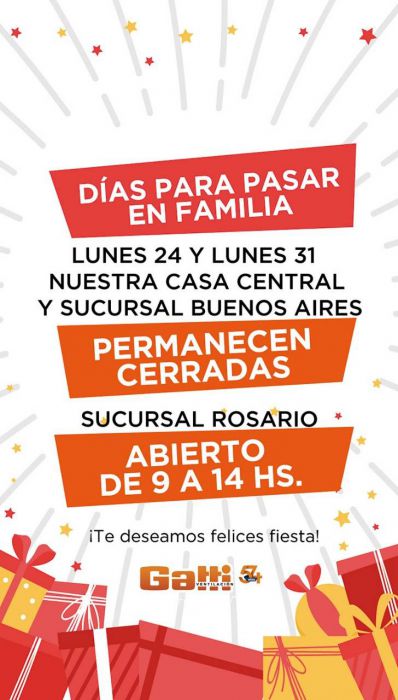 DÍAS PARA PASAR
EN FAMILIA
LUNES 24 Y LUNES 31
NUESTRA CASA CENTRAL
Y SUCURSAL BUENOS AIRES
PERMANECEN
CERRADAS
SUCURSAL ROSARIO
ABIERTO
DE 9 A 14 HS.
¡Te deseamos felices fiesta!
Gatti
VENTILACIÓN